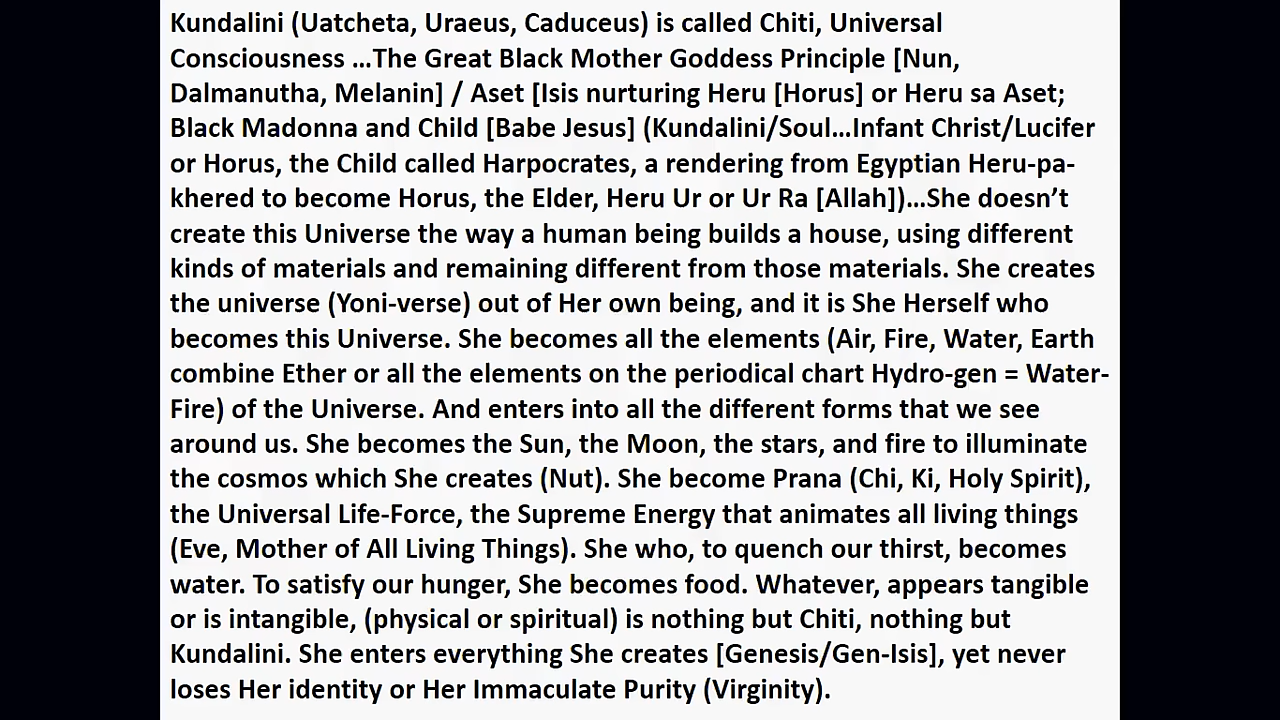 Kundalini (Uatcheta, Uraeus, Caduceus) is called Chiti, Universal
Consciousness …The Great Black Mother Goddess Principle [Nun,
Dalmanutha, Melanin] / Aset [Isis nurturing Heru [Horus] or Heru sa Aset;
Black Madonna and Child [Babe Jesus] (Kundalini/Soul…Infant Christ/Lucifer
or Horus, the Child called Harpocrates, a rendering from Egyptian Heru-pa-
khered to become Horus, the Elder, Heru Ur or Ur Ra [Allah])…She doesn’t
create this Universe the way a human being builds a house, using different
kinds of materials and remaining different from those materials. She creates
the universe (Yoni-verse) out of Her own being, and it is She Herself who
becomes this Universe. She becomes all the elements (Air, Fire, Water, Earth
combine Ether or all the elements on the periodical chart Hydro-gen = Water-
Fire) of the Universe. And enters into all the different forms that we see
around us. She becomes the Sun, the Moon, the stars, and fire to illuminate
the cosmos which She creates (Nut). She become Prana (Chi, Ki, Holy Spirit),
the Universal Life-Force, the Supreme Energy that animates all living things
(Eve, Mother of All Living Things). She who, to quench our thirst, becomes
water. To satisfy our hunger, She becomes food. Whatever, appears tangible
or is intangible, (physical or spiritual) is nothing but Chiti, nothing but
Kundalini. She enters everything She creates [Genesis/Gen-Isis], yet never
loses Her identity or Her Immaculate Purity (Virginity).